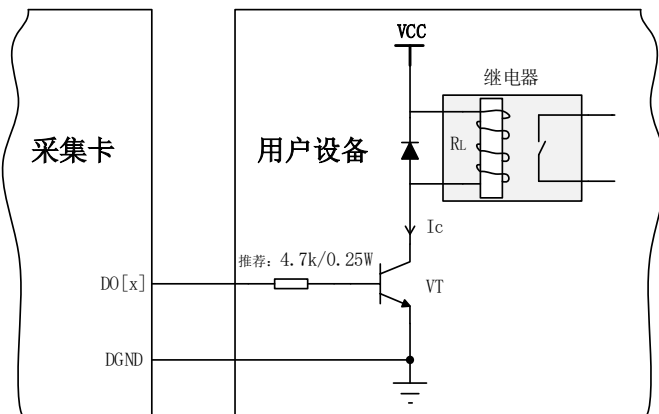 VCC
继电器
采集卡
用户设备
RL
Ic
推荐: 4.7k/0.25W
DO[x]
VT
DGND